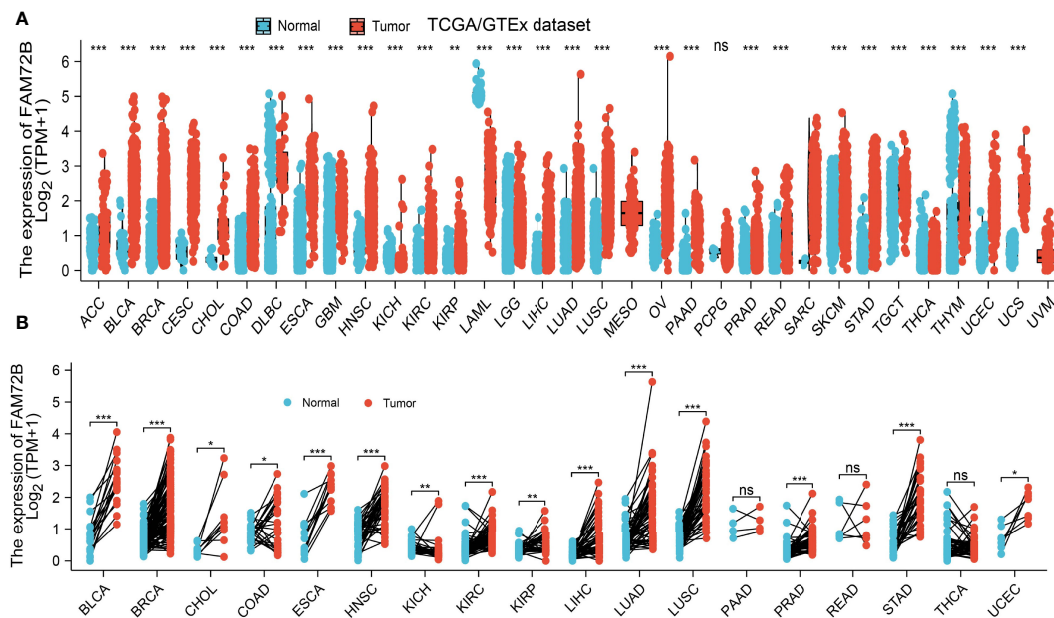 A
Normal Tumor TCGA/GTEx dataset
*** *** *** *** *** *** *** *** *** *** *** *** ** *** *** *** *** *** *** *** ns *** *** *** *** *** *** *** *** ***
The expression of FAM72B
Log2 (TPM+1)
6
5
4
3
2
1
0
ACC BLCA BRCA CESC CHOL COAD DLBC ESCA GBM HNSC KICH KIRC KIRP LAML LGG LIHC LUAD LUSC MESO OV PAAD PCPG PRAD READ SARC SKCM STAD TGCT THCA THYM UCEC UCS UVM
B
The expression of FAM72B
Log2 (TPM+1)
6
5
4
3
2
1
0
Normal Tumor
*** *** * * *** *** ** *** ** *** *** *** ns *** ns *** ns *
BLCA BRCA CHOL COAD ESCA HNSC KICH KIRC KIRP LIHC LUAD LUSC PAAD PRAD READ STAD THCA UCEC